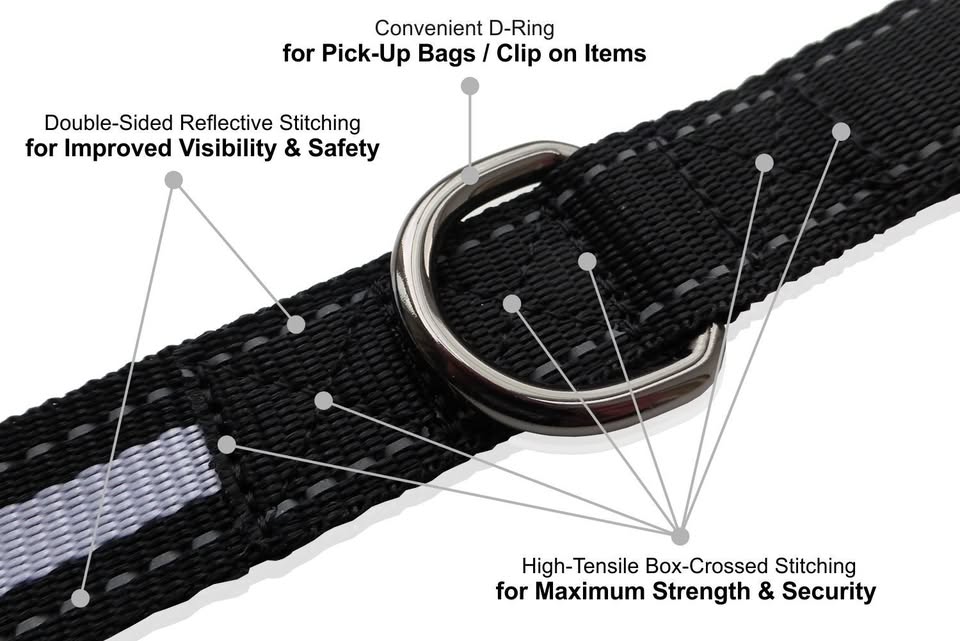 Convenient D-Ring
for Pick-Up Bags / Clip on Items
Double-Sided Reflective Stitching
for Improved Visibility & Safety
High-Tensile Box-Crossed Stitching
for Maximum Strength & Security